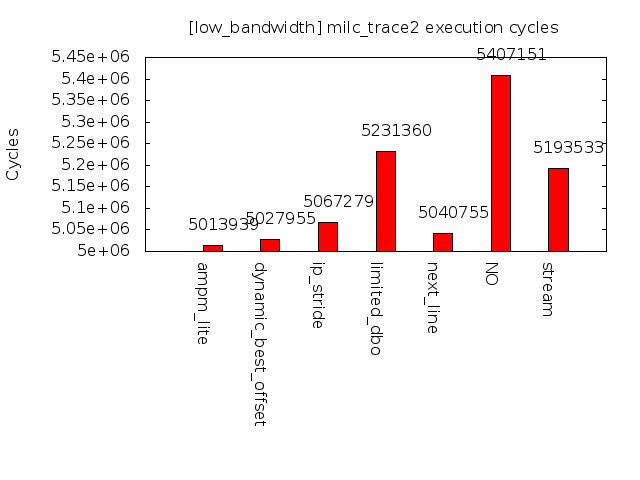 [low_bandwidth] milc_trace2 execution cycles
Cycles
5.45e+06
5.4e+06
5.35e+06
5.3e+06
5.25e+06
5.2e+06
5.15e+06
5.1e+06
5.05e+06
5e+06
5013939
5027955
5067279
5231360
5040755
5407151
5193533
ampm_lite
dynamic_best_offset
ip_stride
limited_dbo
next_line
NO
stream